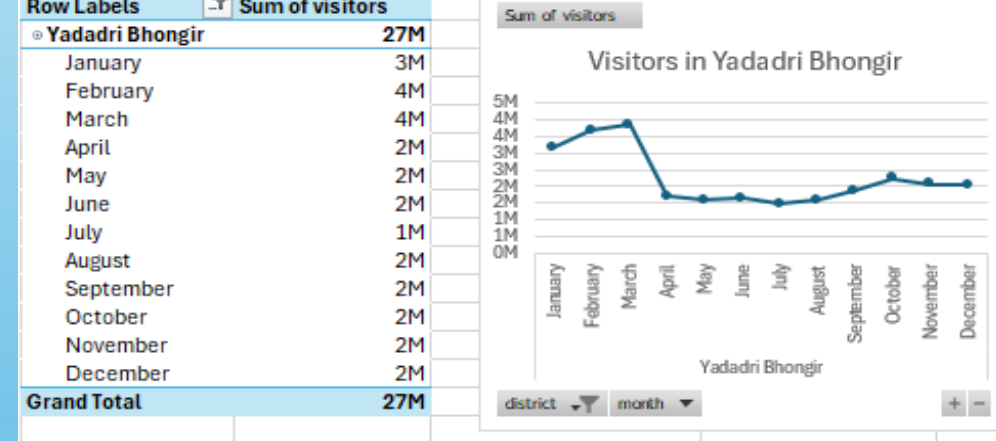 Row Labels Sum of visitors
Yadadri Bhongir 27M
January 3M
February 4M
March 4M
April 2M
May 2M
June 2M
July 1M
August 2M
September 2M
October 2M
November 2M
December 2M
Grand Total 27M
Sum of visitors
Visitors in Yadadri Bhongir
5M
4M
4M
3M
3M
2M
2M
1M
1M
0M
January February March April May June July August September October November December
Yadadri Bhongir
district month + -